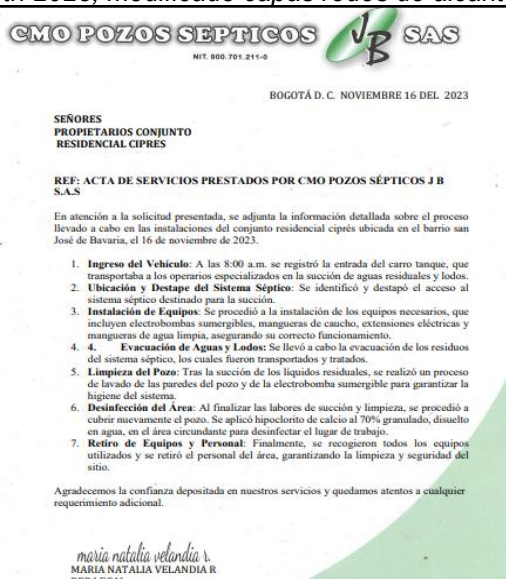 CMO POZOS SEPTICOS JB SAS
NIT. 900.701.211-0
BOGOTÁ D. C. NOVIEMBRE 16 DEL 2023
SEÑORES
PROPIETARIOS CONJUNTO
RESIDENCIAL CIPRES
REF: ACTA DE SERVICIOS PRESTADOS POR CMO POZOS SÉPTICOS J B
S.A.S
En atención a la solicitud presentada, se adjunta la información detallada sobre el proceso
llevado a cabo en las instalaciones del conjunto residencial ciprés ubicada en el barrio san
José de Bavaria, el 16 de noviembre de 2023.
1. Ingreso del Vehículo: A las 8:00 a.m. se registró la entrada del carro tanque, que
transportaba a los operarios especializados en la succión de aguas residuales y lodos.
2. Ubicación y Destape del Sistema Séptico: Se identificó y destapó el acceso al
sistema séptico destinado para la succión.
3. Instalación de Equipos: Se procedió a la instalación de los equipos necesarios, que
incluyen electrobombas sumergibles, mangueras de caucho, extensiones eléctricas y
mangueras de agua limpia, asegurando su correcto funcionamiento.
4. 4. Evacuación de Aguas y Lodos: Se llevó a cabo la evacuación de los residuos
del sistema séptico, los cuales fueron transportados y tratados.
5. Limpieza del Pozo: Tras la succión de los líquidos residuales, se realizó un proceso
de lavado de las paredes del pozo y de la electrobomba sumergible para garantizar la
higiene del sistema.
6. Desinfección del Área: Al finalizar las labores de succión y limpieza, se procedió a
cubrir nuevamente el pozo. Se aplicó hipoclorito de calcio al 70% granulado, disuelto
en agua, en el área circundante para desinfectar el lugar de trabajo.
7. Retiro de Equipos y Personal: Finalmente, se recogieron todos los equipos
utilizados y se retiró el personal del área, garantizando la limpieza y seguridad del
sitio.
Agradecemos la confianza depositada en nuestros servicios y quedamos atentos a cualquier
requerimiento adicional.
maria natalia velandia r.
MARIA NATALIA VELANDIA R